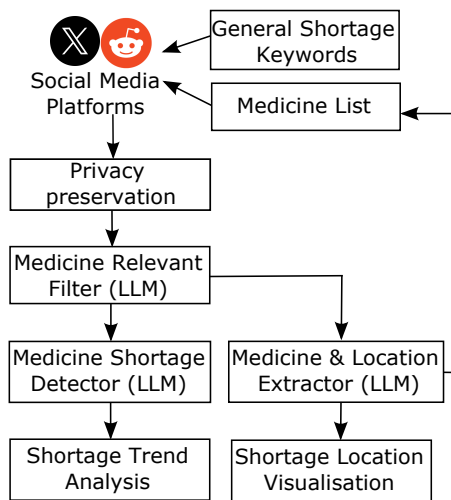 General Shortage
Keywords
Social Media
Platforms
Medicine List
Privacy
preservation
Medicine Relevant
Filter (LLM)
Medicine Shortage
Detector (LLM)
Medicine & Location
Extractor (LLM)
Shortage Trend
Analysis
Shortage Location
Visualisation